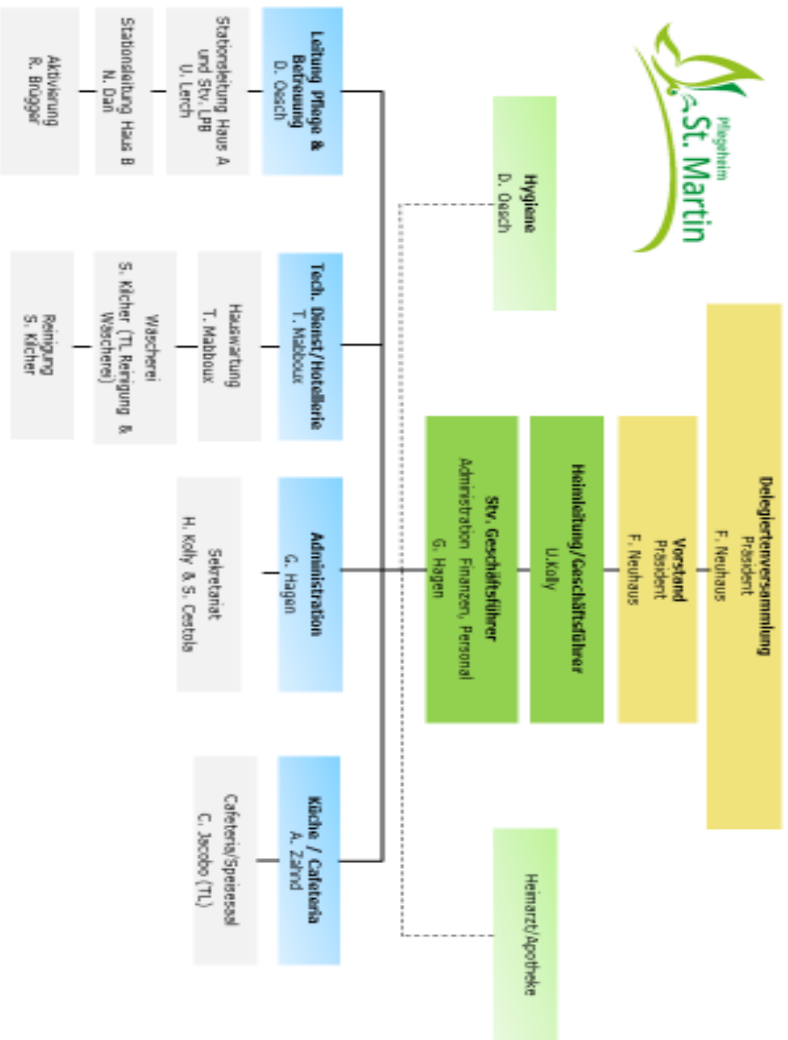 Pflegeheim
St. Martin
Delegiertenversammlung
Präsident
F. Neuhaus
Vorstand
Präsident
F. Neuhaus
Heimleitung/Geschäftsführer
U.Kolly
Stv. Geschäftsführer
Administration Finanzen, Personal
G. Hagen
Hygiene
D. Oesch
Heimarzt/Apotheke
Leitung Pflege &
Betreuung
D. Oesch
Stationsleitung Haus A
und Stv. LPB
U. Lerch
Stationsleitung Haus B
N. Dan
Aktivierung
R. Brügger
Tech. Dienst/Hotellerie
T. Mabboux
Hauswartung
T. Mabboux
Wäscherei
S. Kilcher (TL Reinigung &
Wäscherei)
Reinigung
S. Kilcher
Administration
G. Hagen
Sekretariat
H. Kolly & S. Cestola
Küche / Cafeteria
A. Zahnd
Cafeteria/Speisesaal
C. Jacobo (TL)